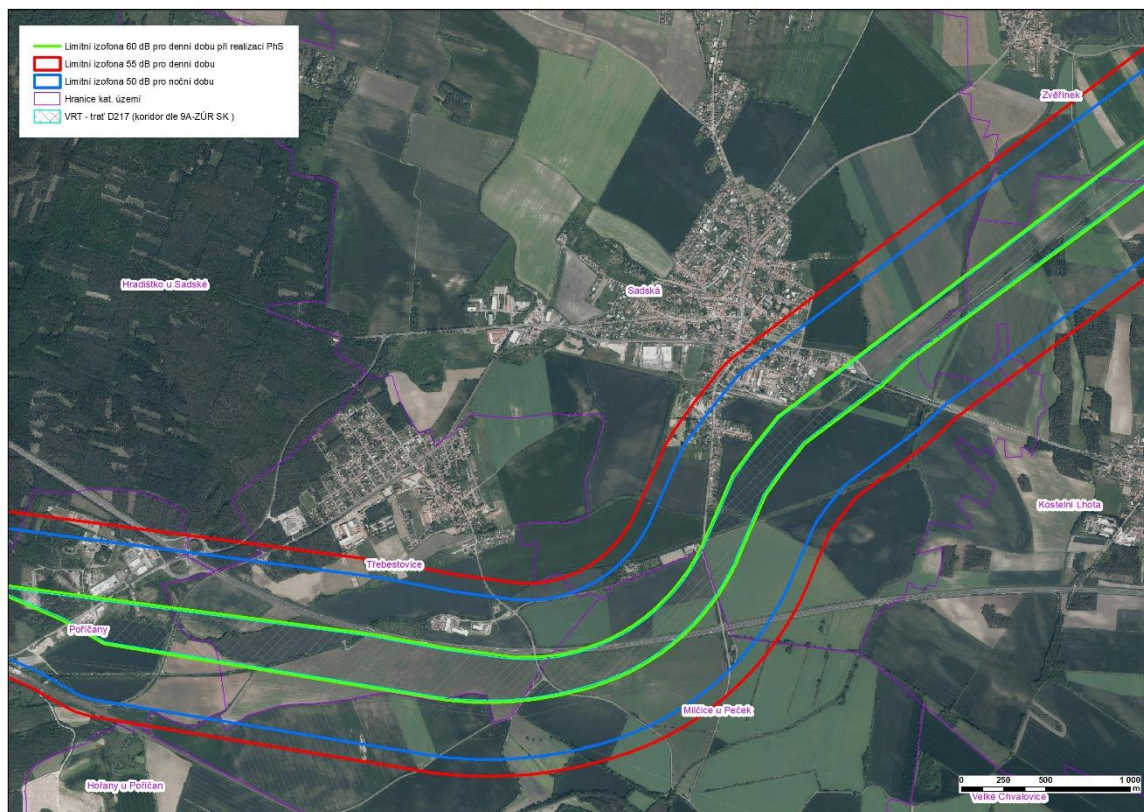 Limitní izofona 60 dB pro denní dobu při realizaci PhS
Limitní izofona 55 dB pro denní dobu
Limitní izofona 50 dB pro noční dobu
Hranice kat. území
VRT - trať D217 (koridor dle 9A-ZÚR SK )
Zvěřínek
Hradištko u Sadské
Sadská
Kostelní Lhota
Třebestovice
Poříčany
Milčice u Peček
Hořany u Poříčan
0 250 500 1 000
m
Velké Chvalovice